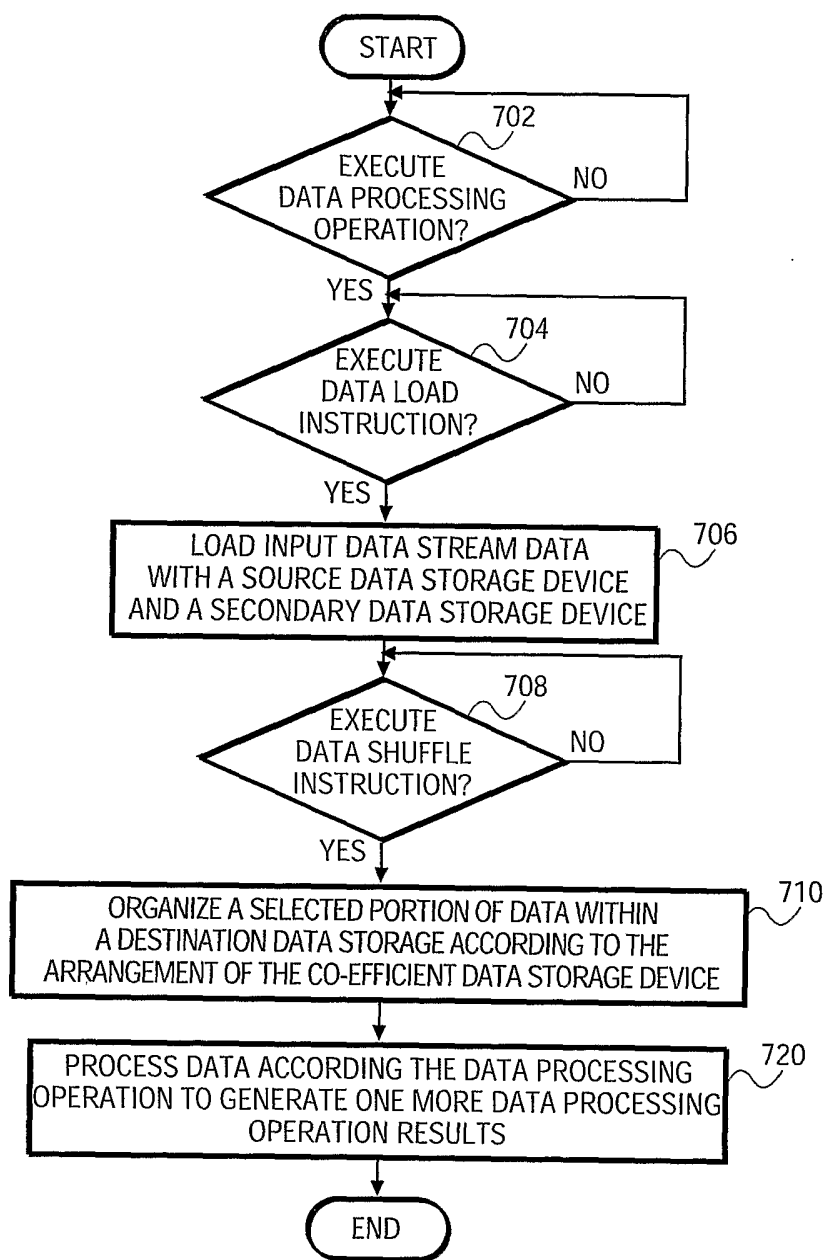 START
702
EXECUTE
DATA PROCESSING
OPERATION?
NO
YES
704
EXECUTE
DATA LOAD
INSTRUCTION?
NO
YES
706
LOAD INPUT DATA STREAM DATA
WITH A SOURCE DATA STORAGE DEVICE
AND A SECONDARY DATA STORAGE DEVICE
708
EXECUTE
DATA SHUFFLE
INSTRUCTION?
NO
YES
710
ORGANIZE A SELECTED PORTION OF DATA WITHIN
A DESTINATION DATA STORAGE ACCORDING TO THE
ARRANGEMENT OF THE CO-EFFICIENT DATA STORAGE DEVICE
720
PROCESS DATA ACCORDING THE DATA PROCESSING
OPERATION TO GENERATE ONE MORE DATA PROCESSING
OPERATION RESULTS
END